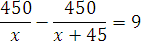 450/x − 450/(x + 45) = 9